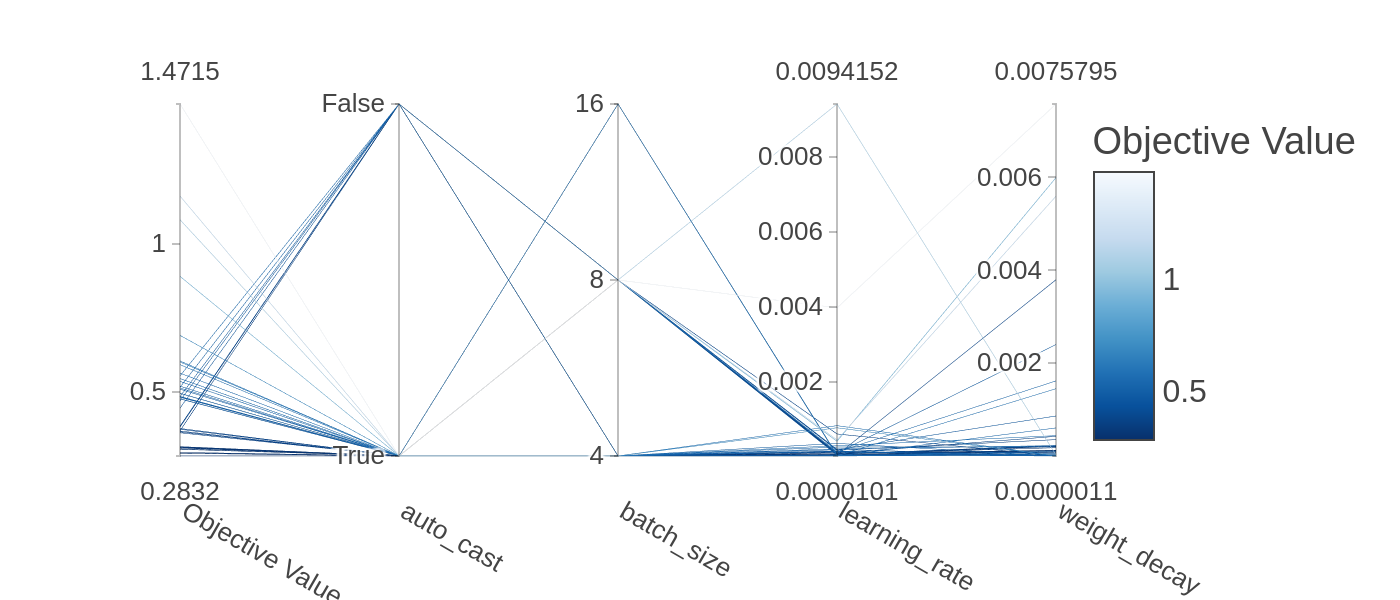 1.4715
0.0094152
0.0075795
False
16
Objective Value
0.008
0.006
0.006
1
8
0.004
1
0.004
0.002
0.5
0.002
0.5
True
4
0.2832
0.0000101
0.0000011
Objective Value
auto_cast
batch_size
learning_rate
weight_decay